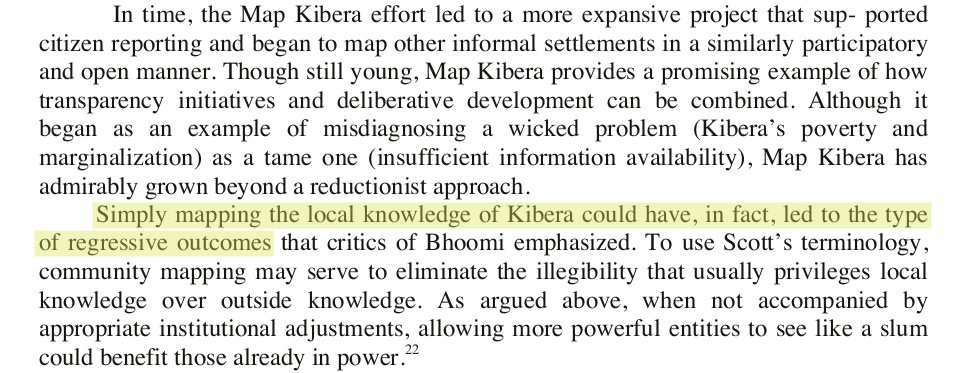 In time, the Map Kibera effort led to a more expansive project that sup- ported
citizen reporting and began to map other informal settlements in a similarly participatory
and open manner. Though still young, Map Kibera provides a promising example of how
transparency initiatives and deliberative development can be combined. Although it
began as an example of misdiagnosing a wicked problem (Kibera’s poverty and
marginalization) as a tame one (insufficient information availability), Map Kibera has
admirably grown beyond a reductionist approach.
Simply mapping the local knowledge of Kibera could have, in fact, led to the type
of regressive outcomes that critics of Bhoomi emphasized. To use Scott’s terminology,
community mapping may serve to eliminate the illegibility that usually privileges local
knowledge over outside knowledge. As argued above, when not accompanied by
appropriate institutional adjustments, allowing more powerful entities to see like a slum
could benefit those already in power.22